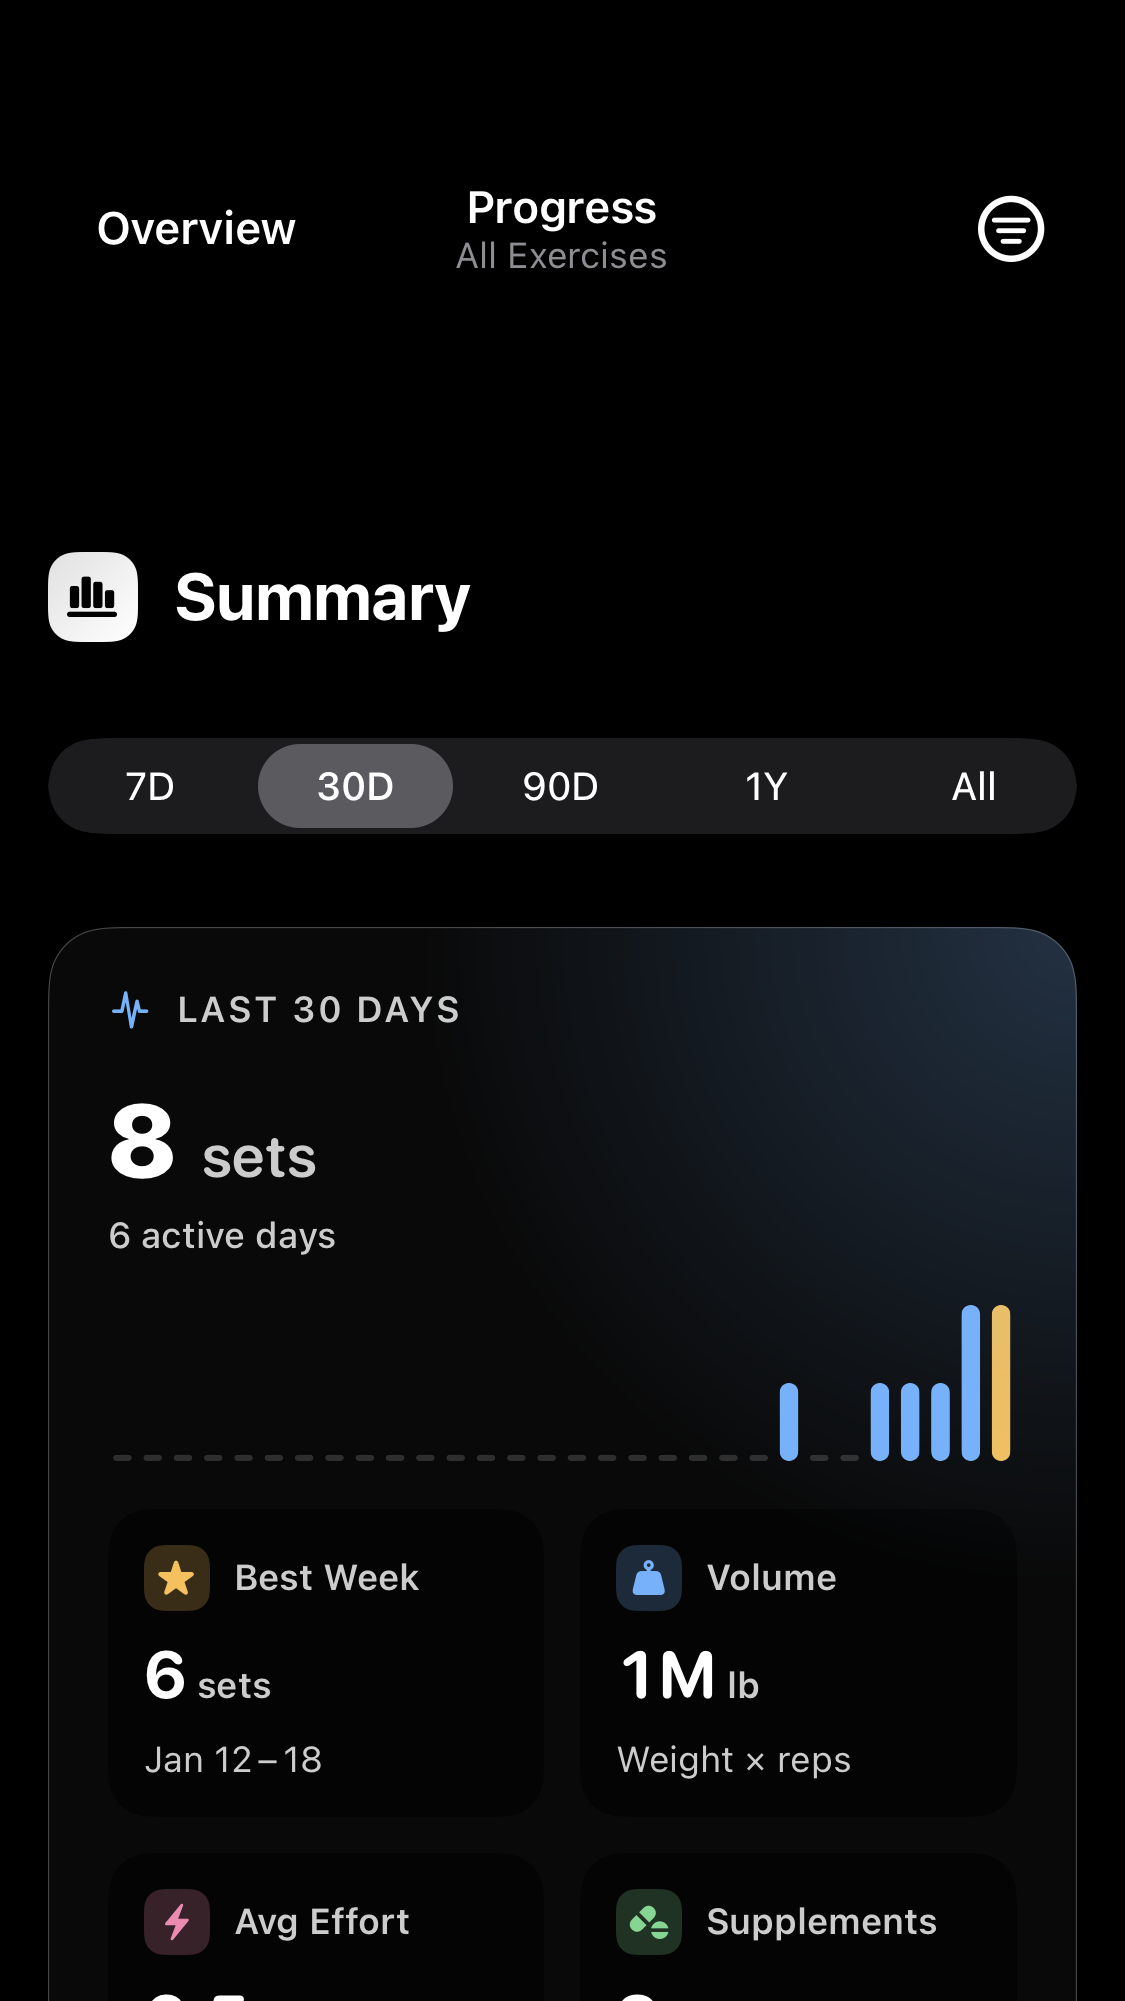 Overview
Progress
All Exercises
Summary
7D 30D 90D 1Y All
LAST 30 DAYS
8 sets
6 active days
Best Week
6 sets
Jan 12–18
Volume
1M lb
Weight × reps
Avg Effort
Supplements